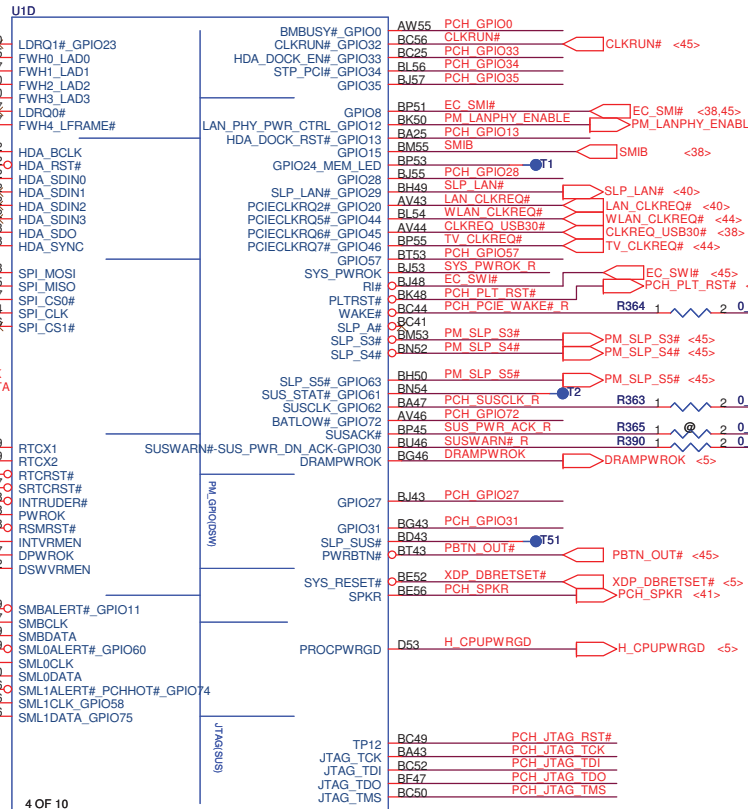 U1D
BMBUSY#_GPIO0 AW55 PCH_GPIO0
LDRQ1#_GPIO23 CLKRUN#_GPIO32 BC56 CLKRUN# CLKRUN# <45>
FWH0_LAD0 HDA_DOCK_EN#_GPIO33 BC25 PCH_GPIO33
FWH1_LAD1 STP_PCI#_GPIO34 BL56 PCH_GPIO34
FWH2_LAD2 GPIO35 BJ57 PCH_GPIO35
FWH3_LAD3
LDRQ0# GPIO8 BP51 EC_SMI# EC_SMI# <38,45>
FWH4_LFRAME# LAN_PHY_PWR_CTRL_GPIO12 BK50 PM_LANPHY_ENABLE PM_LANPHY_ENABL
HDA_DOCK_RST#_GPIO13 BA25 PCH_GPIO13
HDA_BCLK GPIO15 BM55 SMIB SMIB <38>
HDA_RST# GPIO24_MEM_LED BP53 T1
HDA_SDIN0 GPIO28 BJ55 PCH_GPIO28
HDA_SDIN1 SLP_LAN#_GPIO29 BH49 SLP_LAN# SLP_LAN# <40>
HDA_SDIN2 PCIECLKRQ2#_GPIO20 AV43 LAN_CLKREQ# LAN_CLKREQ# <40>
HDA_SDIN3 PCIECLKRQ5#_GPIO44 BL54 WLAN_CLKREQ# WLAN_CLKREQ# <44>
HDA_SDO PCIECLKRQ6#_GPIO45 AV44 CLKREQ_USB30# CLKREQ_USB30# <38>
HDA_SYNC PCIECLKRQ7#_GPIO46 BP55 TV_CLKREQ# TV_CLKREQ# <44>
GPIO57 BT53 PCH_GPIO57
SPI_MOSI SYS_PWROK BJ53 SYS_PWROK_R
SPI_MISO RI# BJ48 EC_SWI# EC_SWI# <45>
SPI_CS0# PLTRST# BK48 PCH_PLT_RST# PCH_PLT_RST# <
SPI_CLK WAKE# BC44 PCH_PCIE_WAKE#_R R364 1 2 0_
SPI_CS1# SLP_A# BC41
SLP_S3# BM53 PM_SLP_S3# PM_SLP_S3# <45>
SLP_S4# BN52 PM_SLP_S4# PM_SLP_S4# <45>
TA SLP_S5#_GPIO63 BH50 PM_SLP_S5# PM_SLP_S5# <45>
SUS_STAT#_GPIO61 BN54 T2
SUSCLK_GPIO62 BA47 PCH_SUSCLK_R R363 1 2 0_
BATLOW#_GPIO72 AV46 PCH_GPIO72
SUSACK# BP45 SUS_PWR_ACK_R R365 1 @ 2 0_
RTCX1 SUSWARN#-SUS_PWR_DN_ACK-GPIO30 BU46 SUSWARN#_R R390 1 2 0_
RTCX2 DRAMPWROK BG46 DRAMPWROK DRAMPWROK <5>
RTCRST#
SRTCRST#
INTRUDER# GPIO27 BJ43 PCH_GPIO27
PWROK
RSMRST# GPIO31 BG43 PCH_GPIO31
INTVRMEN SLP_SUS# BD43 T51
DPWROK PWRBTN# BT43 PBTN_OUT# PBTN_OUT# <45>
DSWVRMEN
PM_GPIO(DSW)
SYS_RESET# BE52 XDP_DBRETSET# XDP_DBRETSET# <5>
SPKR BE56 PCH_SPKR PCH_SPKR <41>
SMBALERT#_GPIO11
SMBCLK
SMBDATA
SML0ALERT#_GPIO60 PROCPWRGD D53 H_CPUPWRGD H_CPUPWRGD <5>
SML0CLK
SML0DATA
SML1ALERT#_PCHHOT#_GPIO74
SML1CLK_GPIO58
SML1DATA_GPIO75
JTAG(SUS)
TP12 BC49 PCH_JTAG_RST#
JTAG_TCK BA43 PCH_JTAG_TCK
JTAG_TDI BC52 PCH_JTAG_TDI
JTAG_TDO BF47 PCH_JTAG_TDO
JTAG_TMS BC50 PCH_JTAG_TMS
4 OF 10